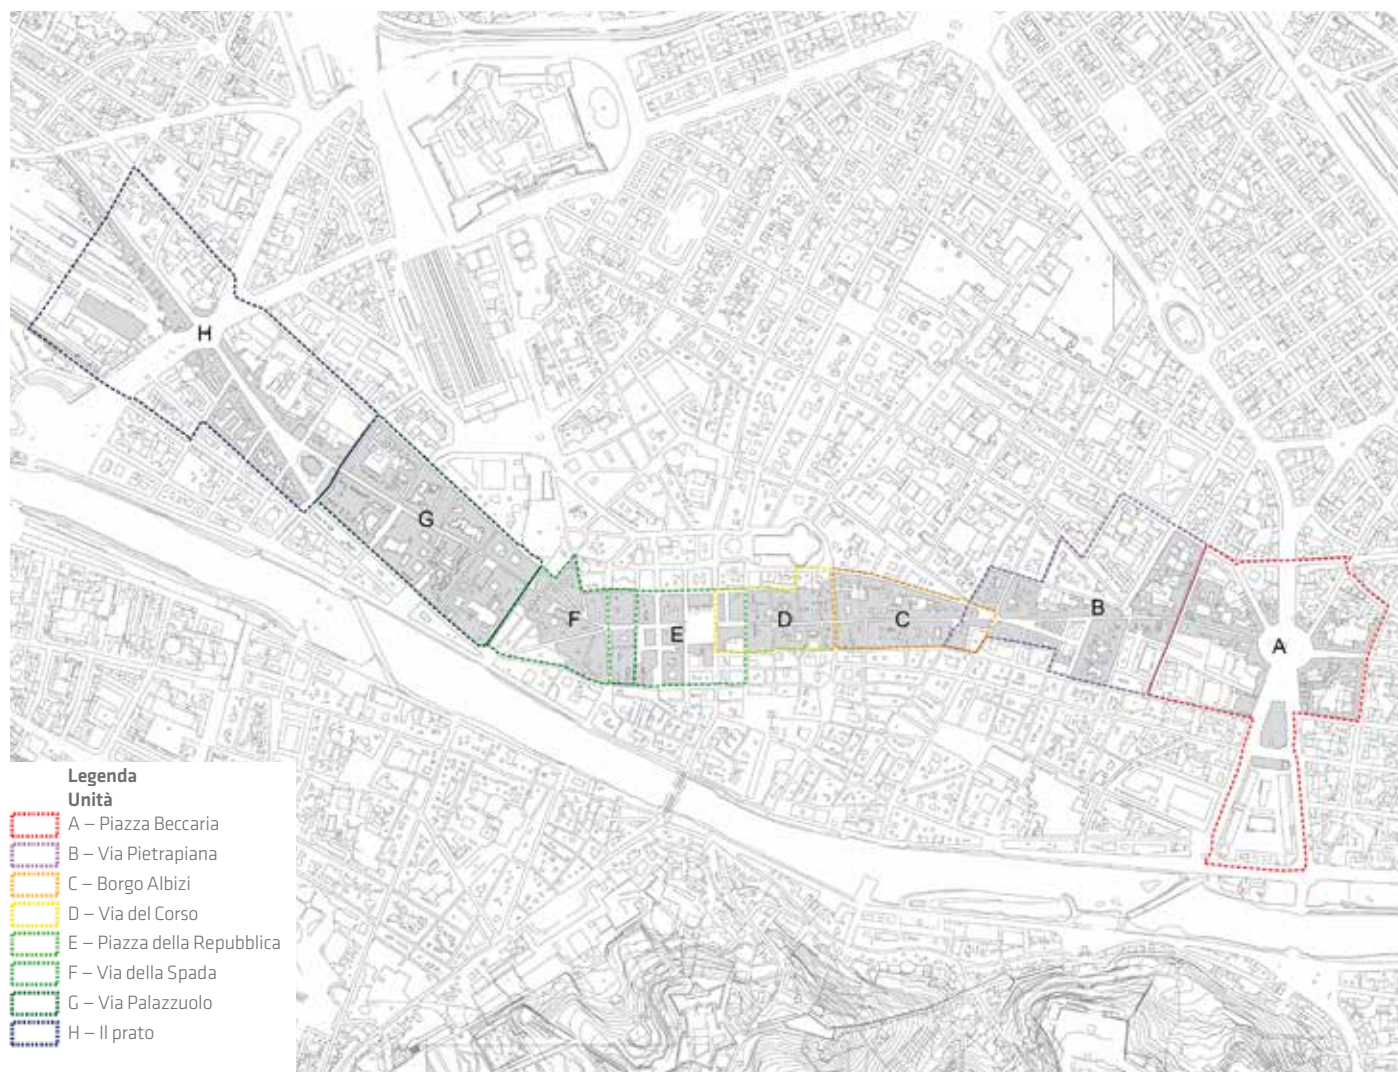 H
G
F
E
D
C
B
A
Legenda
Unità
A – Piazza Beccaria
B – Via Pietrapiana
C – Borgo Albizi
D – Via del Corso
E – Piazza della Repubblica
F – Via della Spada
G – Via Palazzuolo
H – Il prato